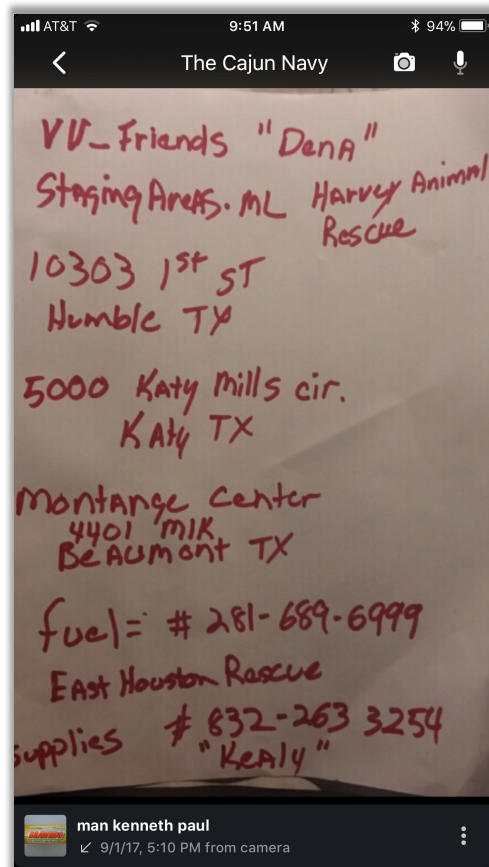 AT&T 9:51 AM 94%
The Cajun Navy
VV_Friends "Dena"
Staging Areas. ML Harvey Animal
Rescue
10303 1st ST
Humble TX
5000 Katy Mills cir.
Katy TX
Montange Center
4401 MlK
Beaumont TX
fuel= # 281-689-6999
East Houston Rescue
supplies # 832-263 3254
"Kealy"
man kenneth paul
9/1/17, 5:10 PM from camera